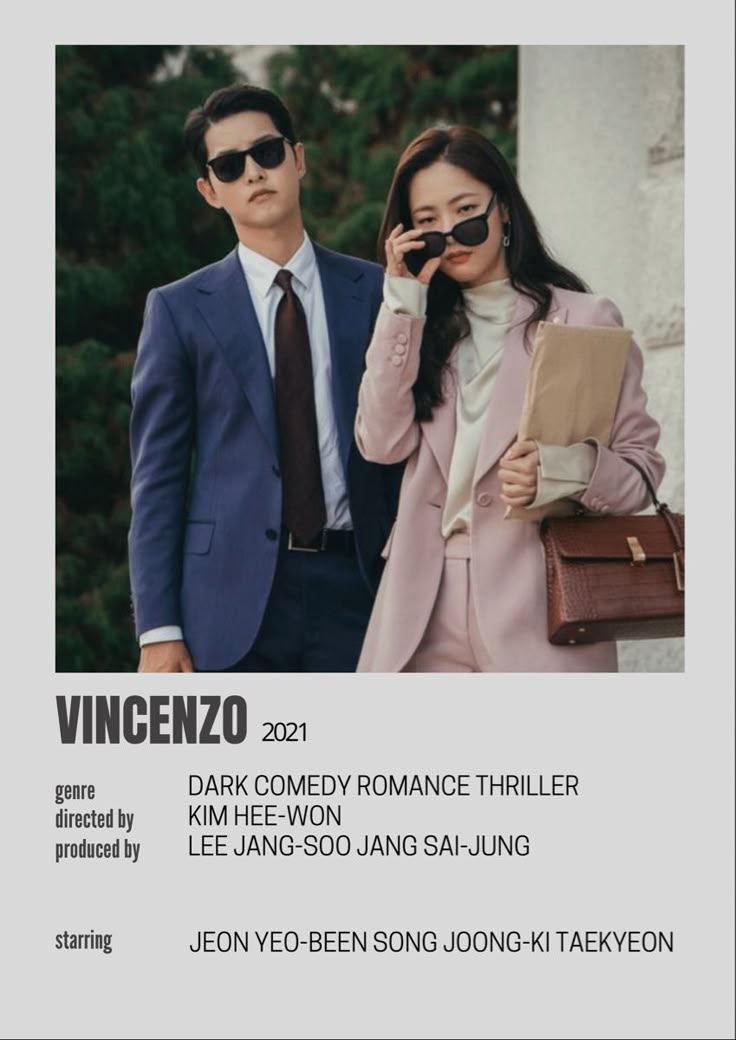 VINCENZO 2021
genre DARK COMEDY ROMANCE THRILLER
directed by KIM HEE-WON
produced by LEE JANG-SOO JANG SAI-JUNG
starring JEON YEO-BEEN SONG JOONG-KI TAEKYEON